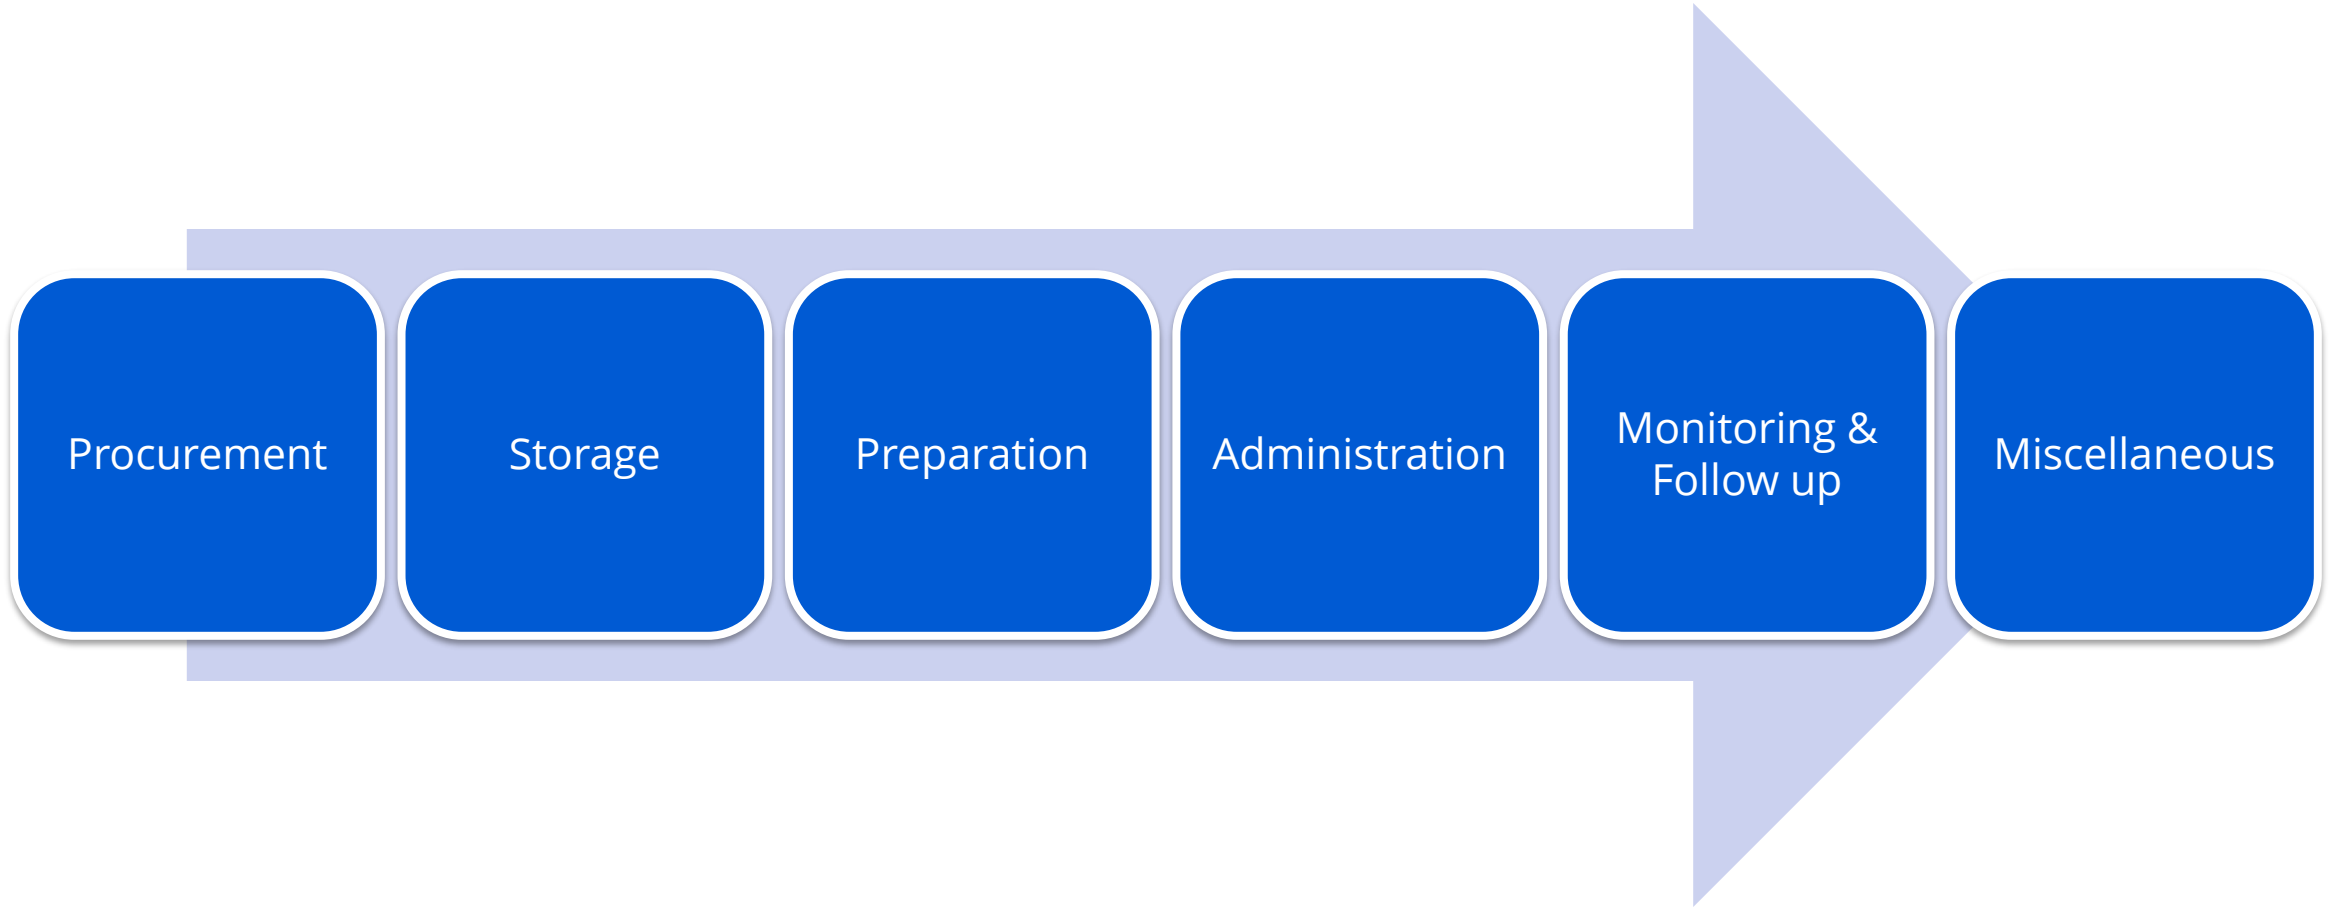 Procurement
Storage
Preparation
Administration
Monitoring &
Follow up
Miscellaneous